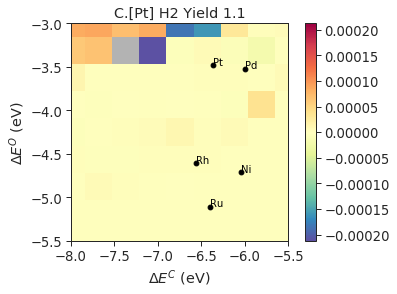 C.[Pt] H2 Yield 1.1
−3.0
−3.5
−4.0
−4.5
−5.0
−5.5
ΔE^O (eV)
Pt
Pd
Rh
Ni
Ru
−8.0 −7.5 −7.0 −6.5 −6.0 −5.5
ΔE^C (eV)
0.00020
0.00015
0.00010
0.00005
0.00000
−0.00005
−0.00010
−0.00015
−0.00020